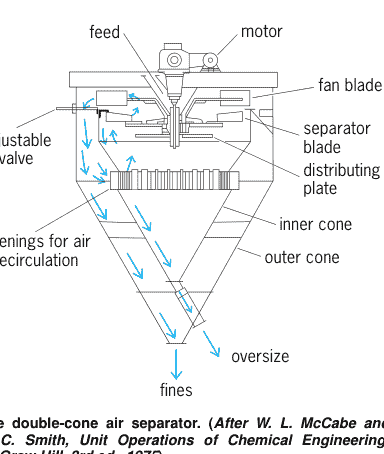 feed
motor
fan blade
justable
valve
separator
blade
distributing
plate
inner cone
enings for air
ecirculation
outer cone
oversize
fines
e double-cone air separator. (After W. L. McCabe and
C. Smith, Unit Operations of Chemical Engineering